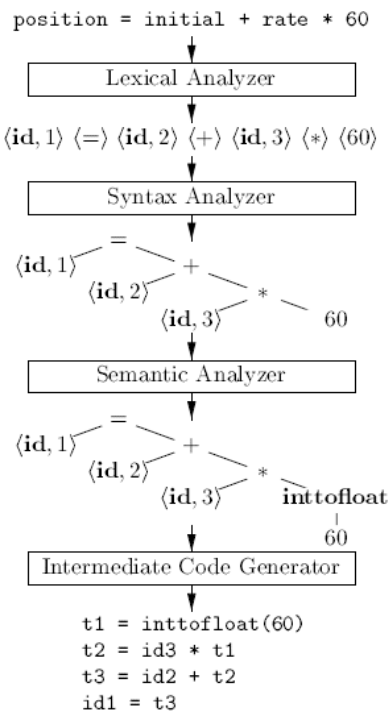 position = initial + rate * 60
Lexical Analyzer
⟨id, 1⟩ ⟨=⟩ ⟨id, 2⟩ ⟨+⟩ ⟨id, 3⟩ ⟨*⟩ ⟨60⟩
Syntax Analyzer
=
⟨id, 1⟩ +
⟨id, 2⟩ *
⟨id, 3⟩ 60
Semantic Analyzer
=
⟨id, 1⟩ +
⟨id, 2⟩ *
⟨id, 3⟩ inttofloat
60
Intermediate Code Generator
t1 = inttofloat(60)
t2 = id3 * t1
t3 = id2 + t2
id1 = t3